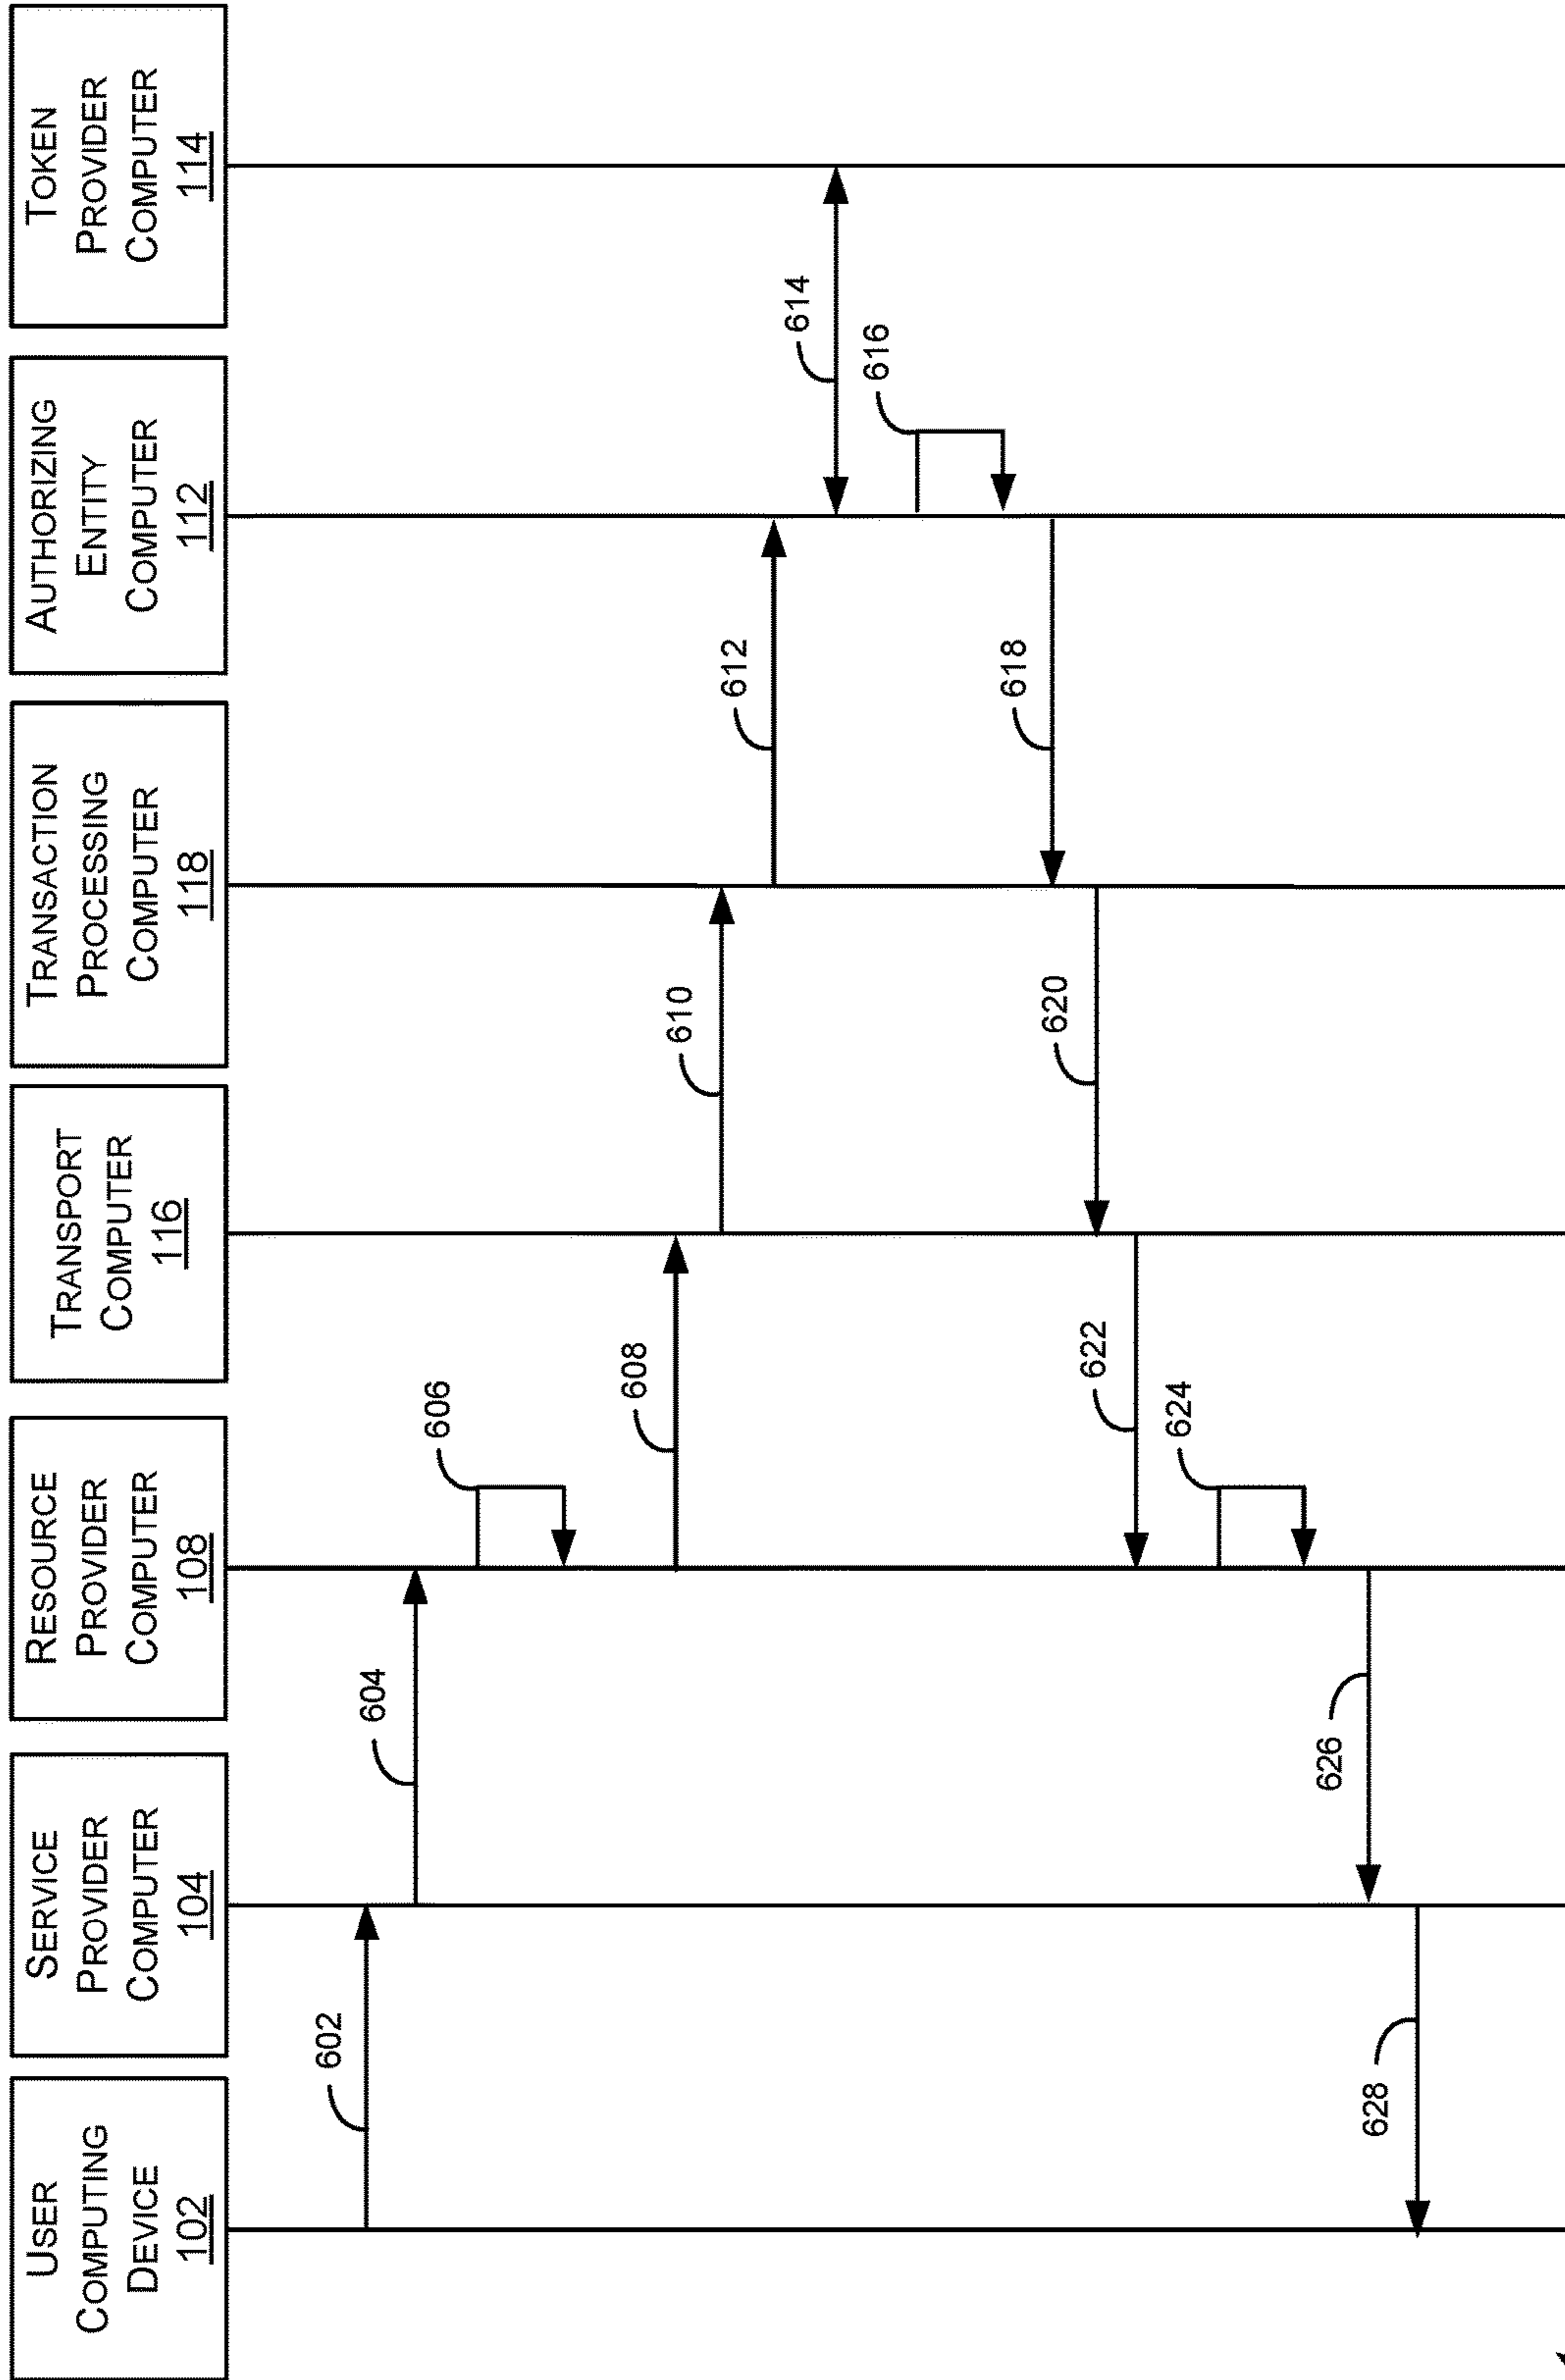 USER
COMPUTING
DEVICE
102
SERVICE
PROVIDER
COMPUTER
104
RESOURCE
PROVIDER
COMPUTER
108
TRANSPORT
COMPUTER
116
TRANSACTION
PROCESSING
COMPUTER
118
AUTHORIZING
ENTITY
COMPUTER
112
TOKEN
PROVIDER
COMPUTER
114
602
604
606
608
610
612
614
616
618
620
622
624
626
628